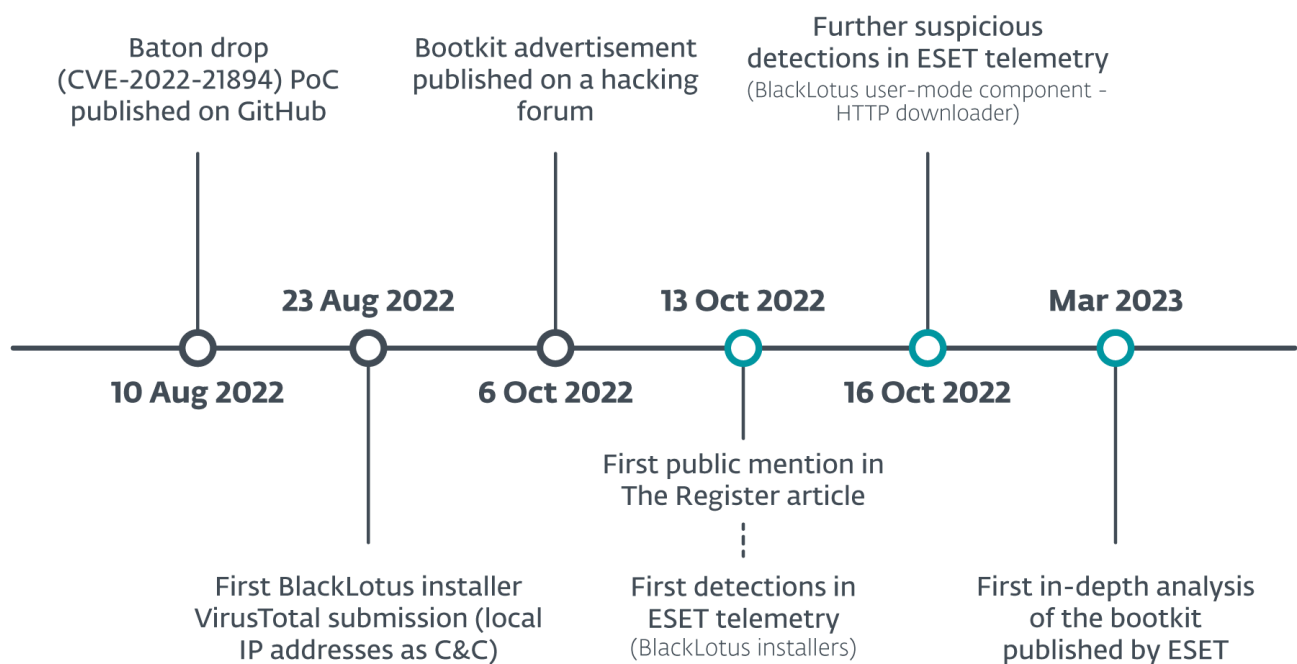 Baton drop
(CVE-2022-21894) PoC
published on GitHub
Bootkit advertisement
published on a hacking
forum
Further suspicious
detections in ESET telemetry
(BlackLotus user-mode component -
HTTP downloader)
23 Aug 2022
13 Oct 2022
Mar 2023
10 Aug 2022
6 Oct 2022
16 Oct 2022
First public mention in
The Register article
First BlackLotus installer
VirusTotal submission (local
IP addresses as C&C)
First detections in
ESET telemetry
(BlackLotus installers)
First in-depth analysis
of the bootkit
published by ESET